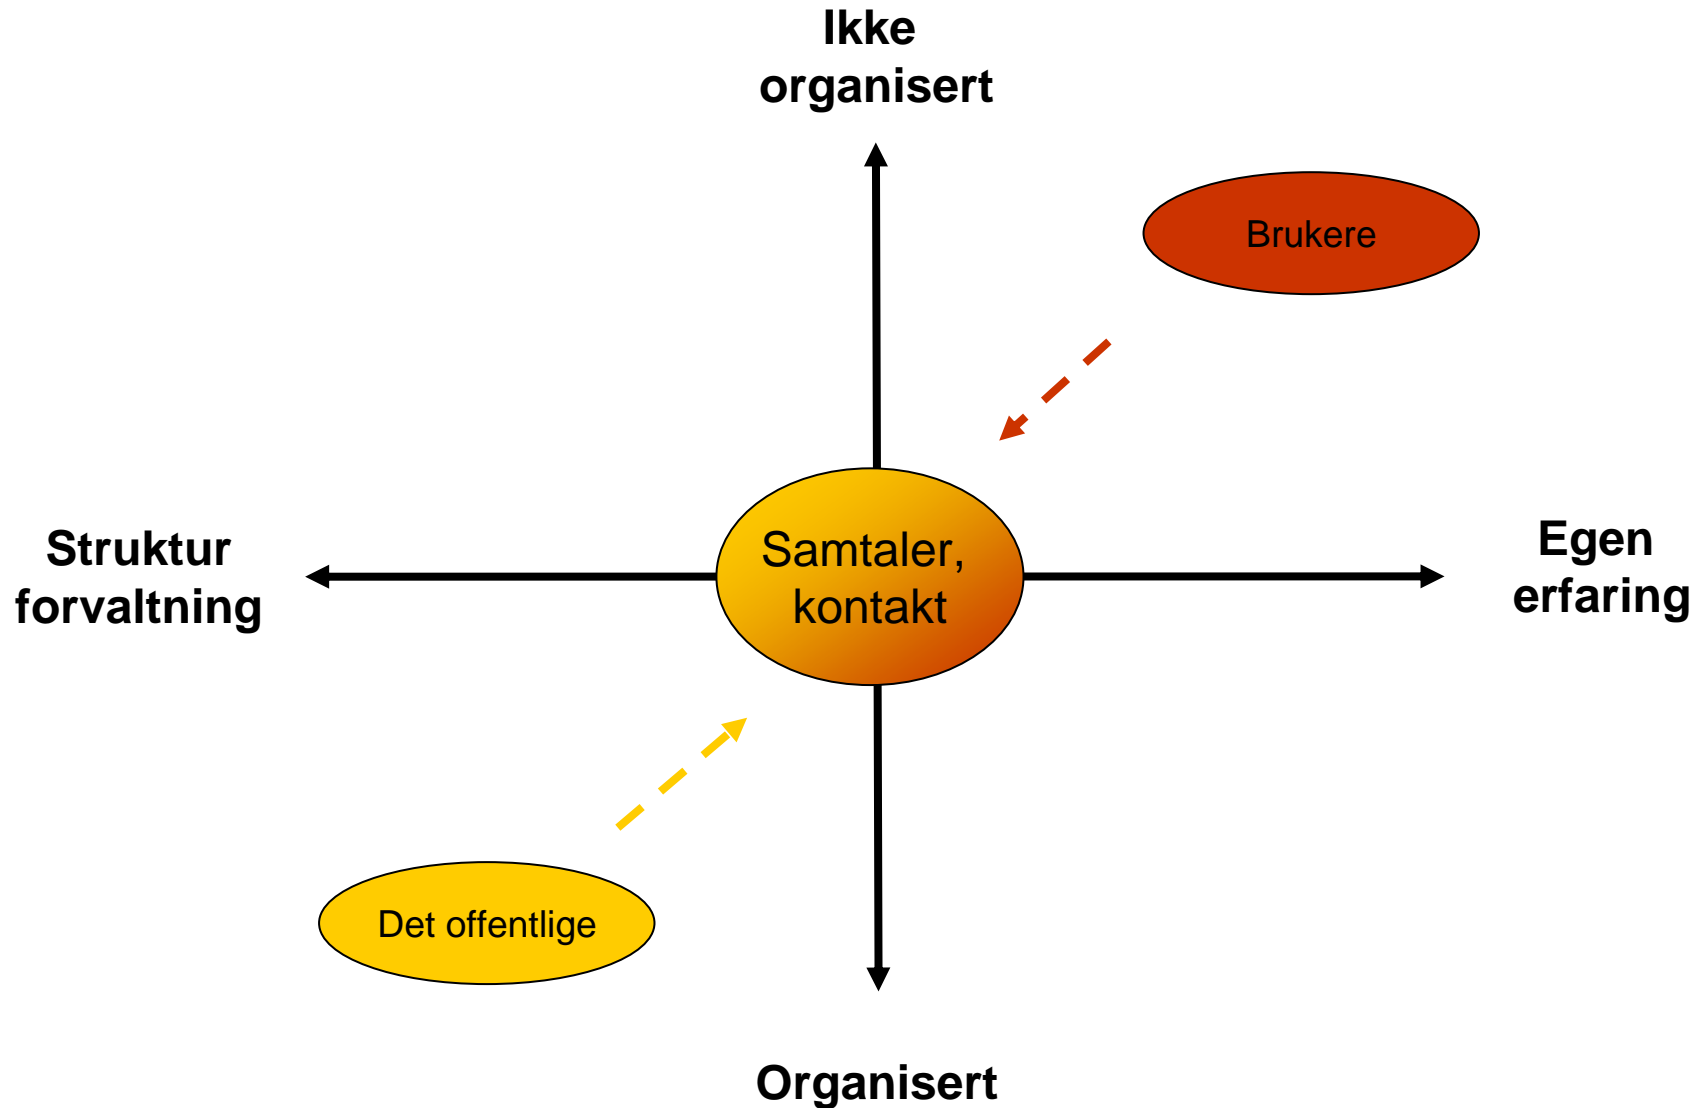 Ikke
organisert
Brukere
Struktur
forvaltning
Samtaler,
kontakt
Egen
erfaring
Det offentlige
Organisert